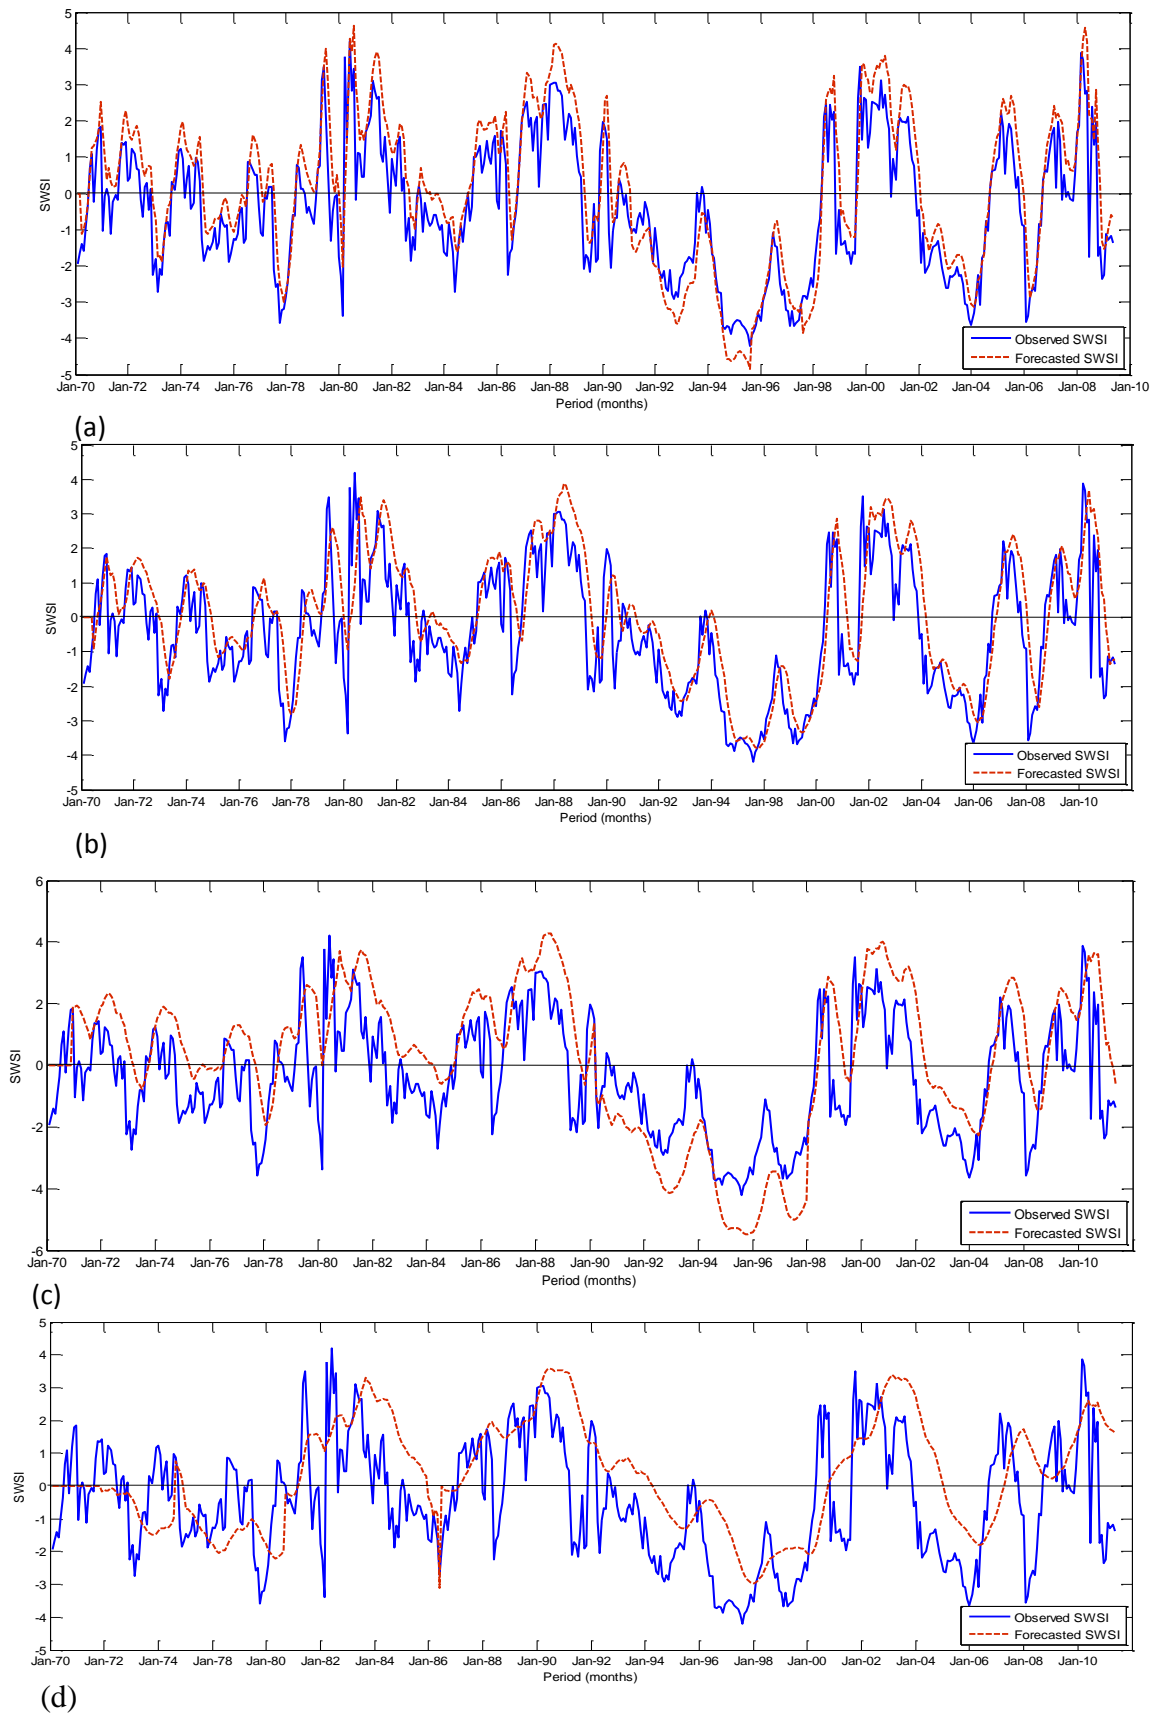 5
4
3
2
1
0
-1
-2
-3
-4
-5
SWSI
Observed SWSI
Forecasted SWSI
Jan-70 Jan-72 Jan-74 Jan-76 Jan-78 Jan-80 Jan-82 Jan-84 Jan-86 Jan-88 Jan-90 Jan-92 Jan-94 Jan-96 Jan-98 Jan-00 Jan-02 Jan-04 Jan-06 Jan-08 Jan-10
Period (months)
(a)
5
4
3
2
1
0
-1
-2
-3
-4
-5
SWSI
Observed SWSI
Forecasted SWSI
Jan-70 Jan-72 Jan-74 Jan-76 Jan-78 Jan-80 Jan-82 Jan-84 Jan-86 Jan-88 Jan-90 Jan-92 Jan-94 Jan-96 Jan-98 Jan-00 Jan-02 Jan-04 Jan-06 Jan-08 Jan-10
Period (months)
(b)
6
4
2
0
-2
-4
-6
SWSI
Observed SWSI
Forecasted SWSI
Jan-70 Jan-72 Jan-74 Jan-76 Jan-78 Jan-80 Jan-82 Jan-84 Jan-86 Jan-88 Jan-90 Jan-92 Jan-94 Jan-96 Jan-98 Jan-00 Jan-02 Jan-04 Jan-06 Jan-08 Jan-10
Period (months)
(c)
5
4
3
2
1
0
-1
-2
-3
-4
-5
SWSI
Observed SWSI
Forecasted SWSI
Jan-70 Jan-72 Jan-74 Jan-76 Jan-78 Jan-80 Jan-82 Jan-84 Jan-86 Jan-88 Jan-90 Jan-92 Jan-94 Jan-96 Jan-98 Jan-00 Jan-02 Jan-04 Jan-06 Jan-08 Jan-10
Period (months)
(d)